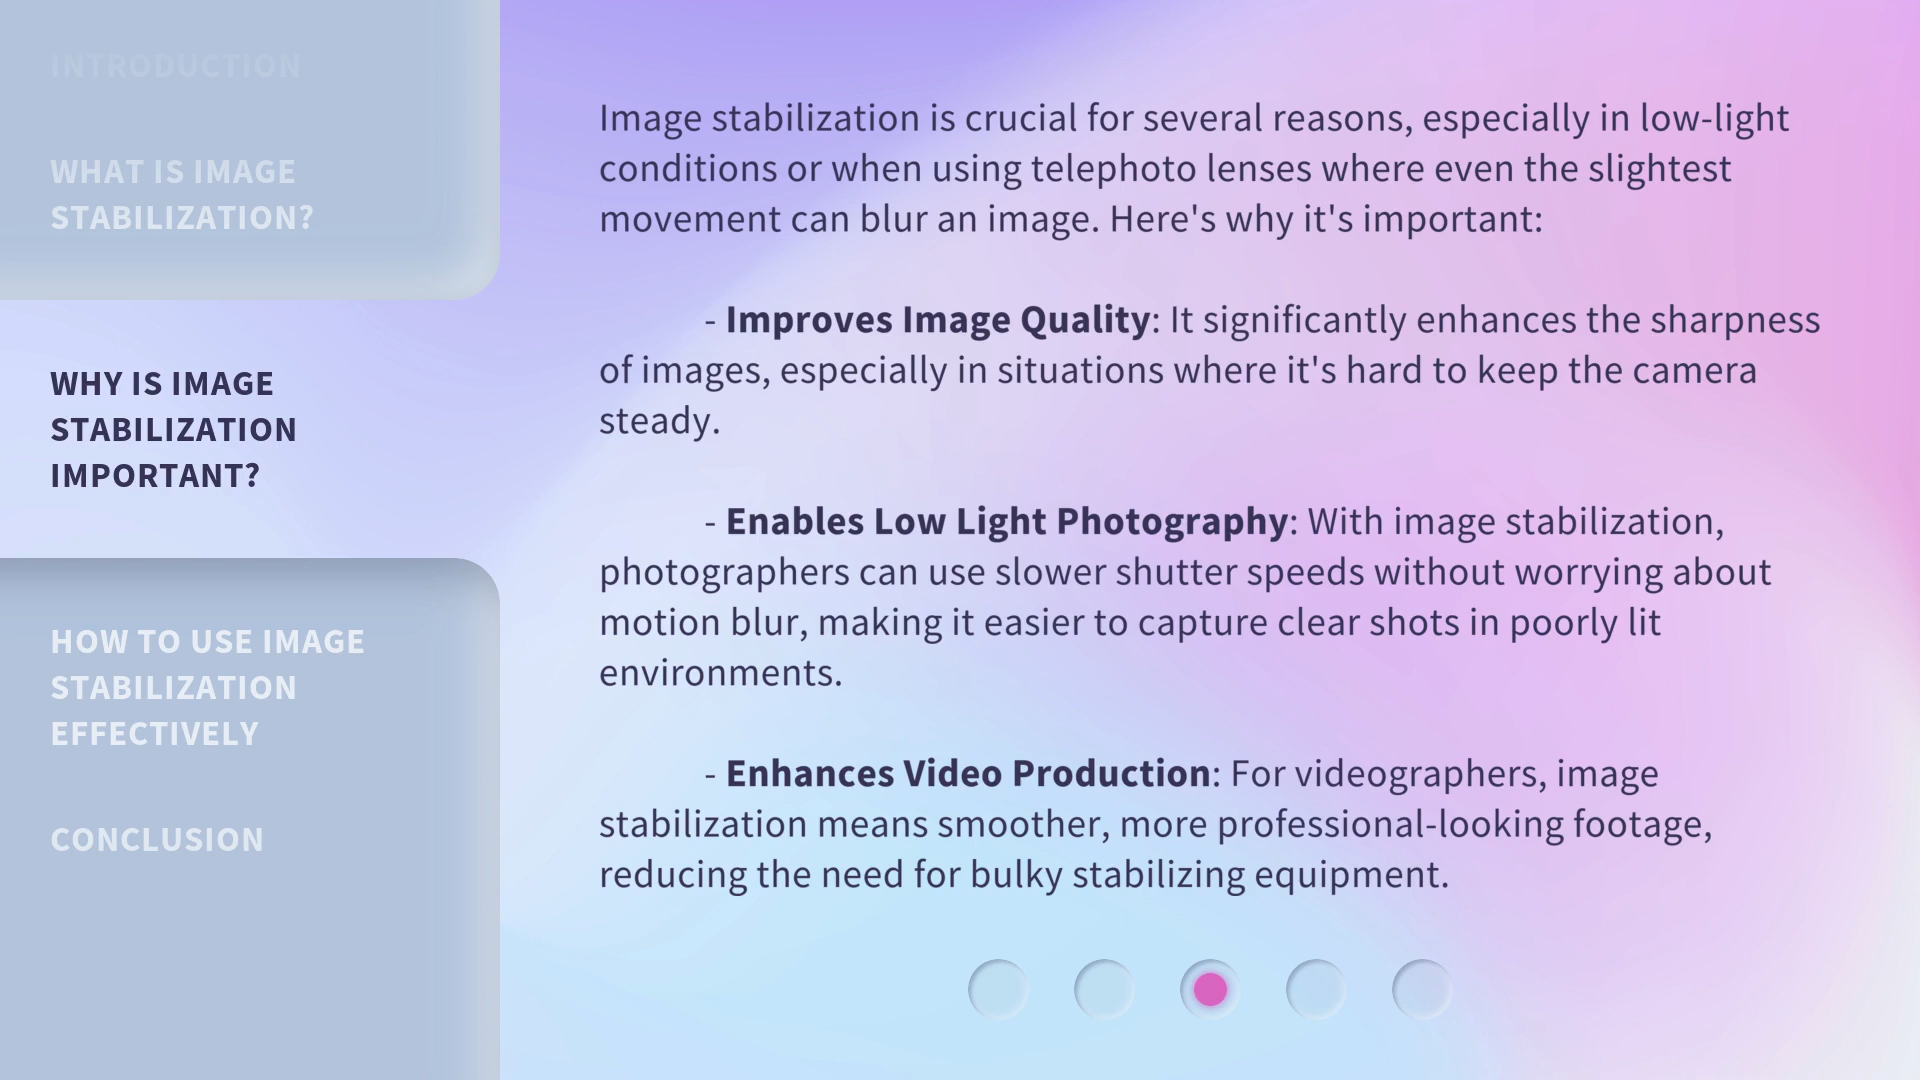 INTRODUCTION
WHAT IS IMAGE
STABILIZATION?
WHY IS IMAGE
STABILIZATION
IMPORTANT?
HOW TO USE IMAGE
STABILIZATION
EFFECTIVELY
CONCLUSION
Image stabilization is crucial for several reasons, especially in low-light
conditions or when using telephoto lenses where even the slightest
movement can blur an image. Here's why it's important:
- Improves Image Quality: It significantly enhances the sharpness
of images, especially in situations where it's hard to keep the camera
steady.
- Enables Low Light Photography: With image stabilization,
photographers can use slower shutter speeds without worrying about
motion blur, making it easier to capture clear shots in poorly lit
environments.
- Enhances Video Production: For videographers, image
stabilization means smoother, more professional-looking footage,
reducing the need for bulky stabilizing equipment.